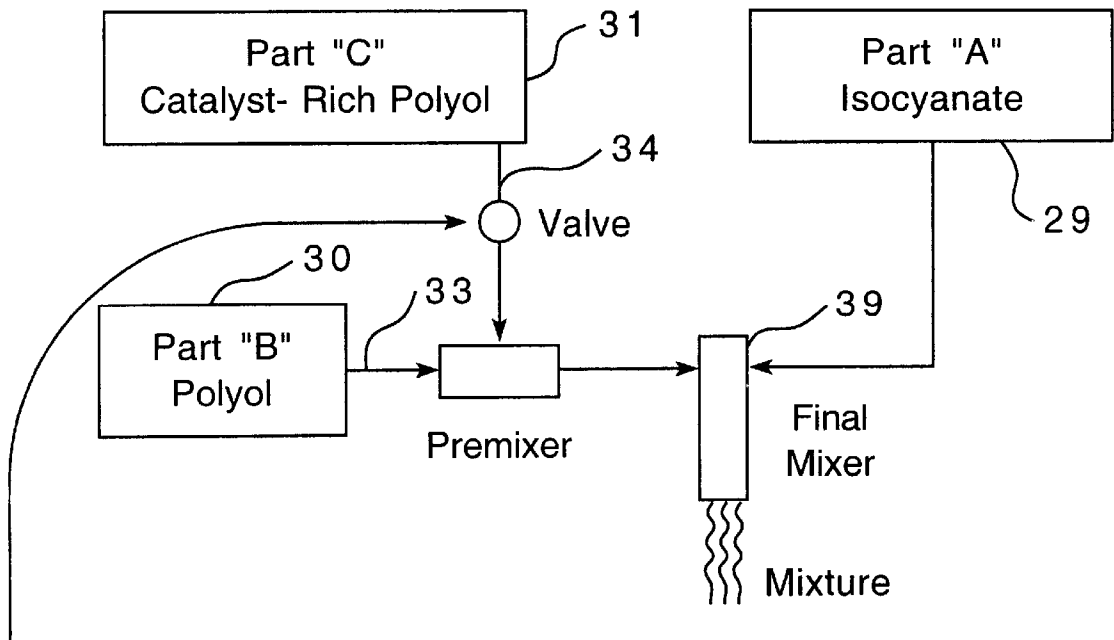 Part "C"
Catalyst- Rich Polyol
31
Part "A"
Isocyanate
34
29
Valve
30
33
39
Part "B"
Polyol
Premixer
Final
Mixer
Mixture